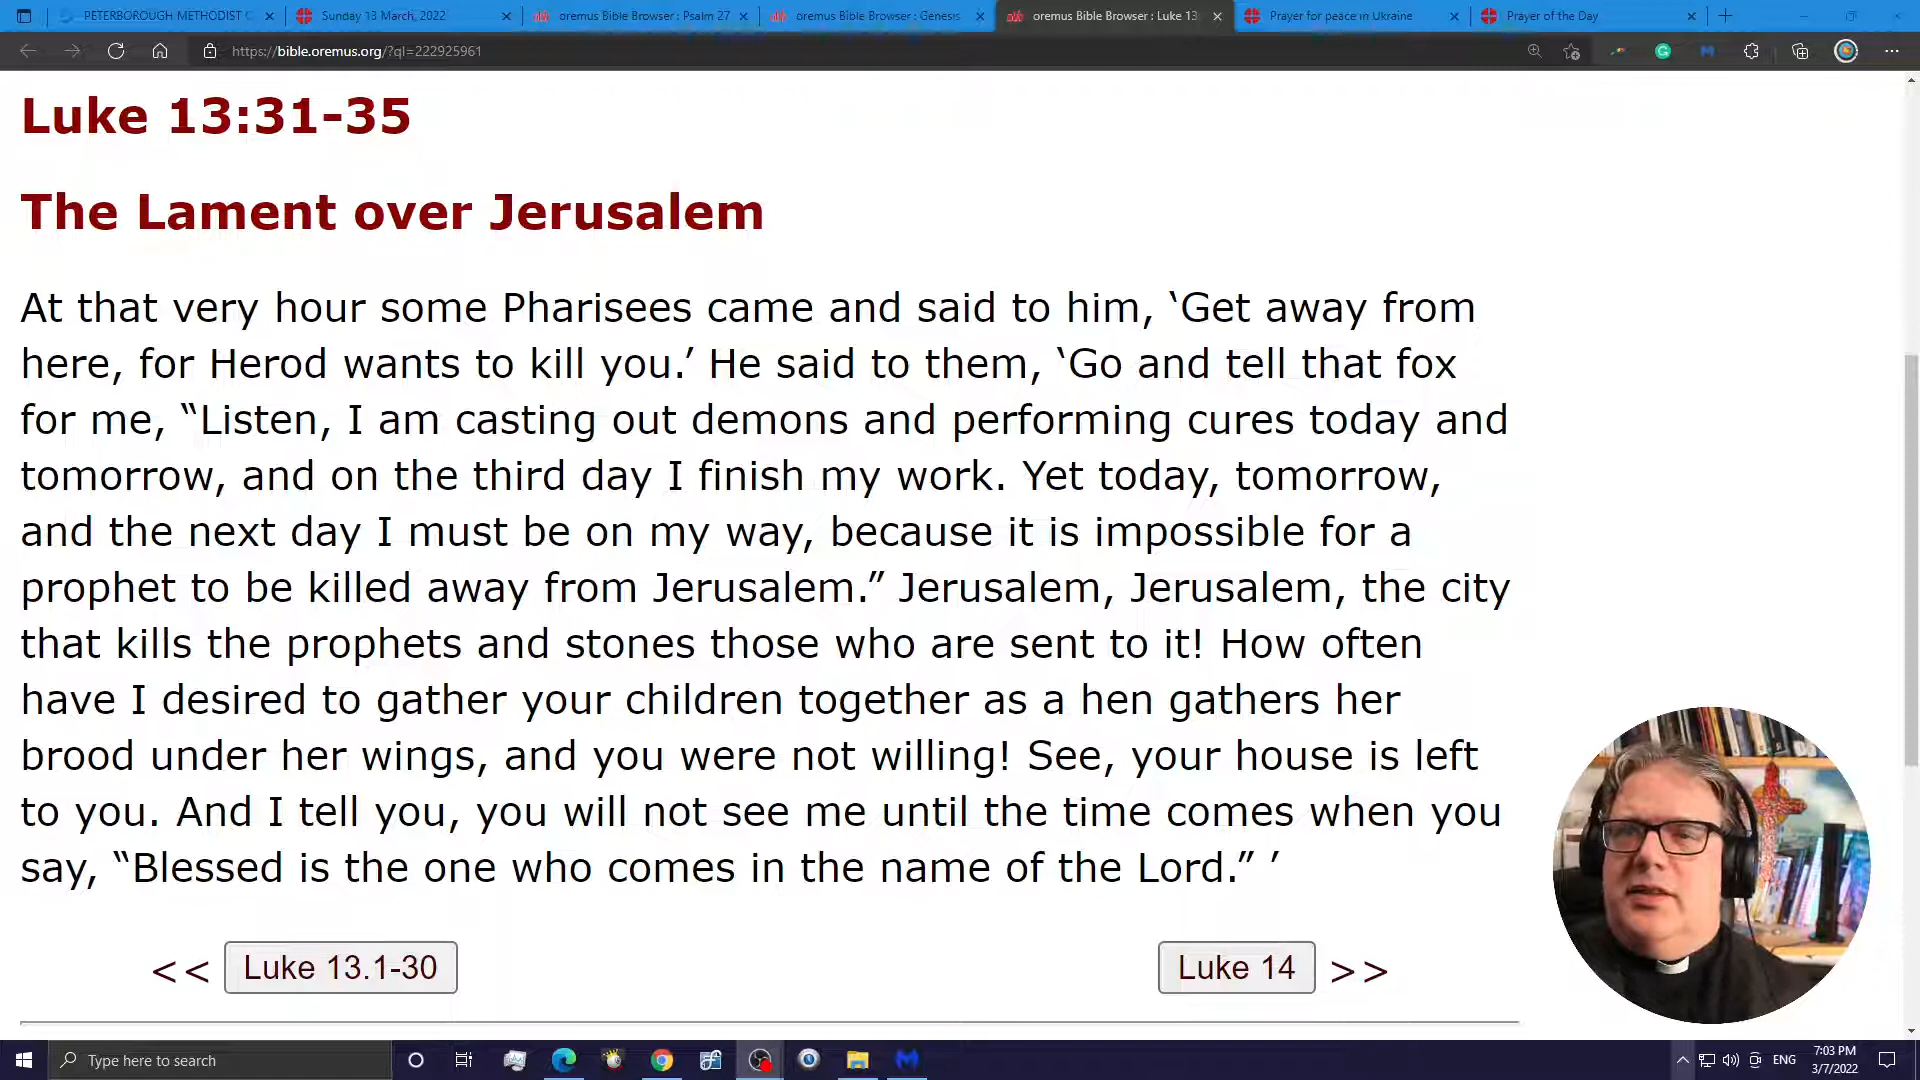 PETERBOROUGH METHODIST C
Sunday 13 March, 2022
oremus Bible Browser : Psalm 27
oremus Bible Browser : Genesis
oremus Bible Browser : Luke 13
Prayer for peace in Ukraine
Prayer of the Day
https://bible.oremus.org/?ql=222925961
Luke 13:31-35
The Lament over Jerusalem
At that very hour some Pharisees came and said to him, ‘Get away from
here, for Herod wants to kill you.’ He said to them, ‘Go and tell that fox
for me, “Listen, I am casting out demons and performing cures today and
tomorrow, and on the third day I finish my work. Yet today, tomorrow,
and the next day I must be on my way, because it is impossible for a
prophet to be killed away from Jerusalem.” Jerusalem, Jerusalem, the city
that kills the prophets and stones those who are sent to it! How often
have I desired to gather your children together as a hen gathers her
brood under her wings, and you were not willing! See, your house is left
to you. And I tell you, you will not see me until the time comes when you
say, “Blessed is the one who comes in the name of the Lord.” ’
<< Luke 13.1-30
Luke 14 >>
Type here to search
ENG
7:03 PM
3/7/2022